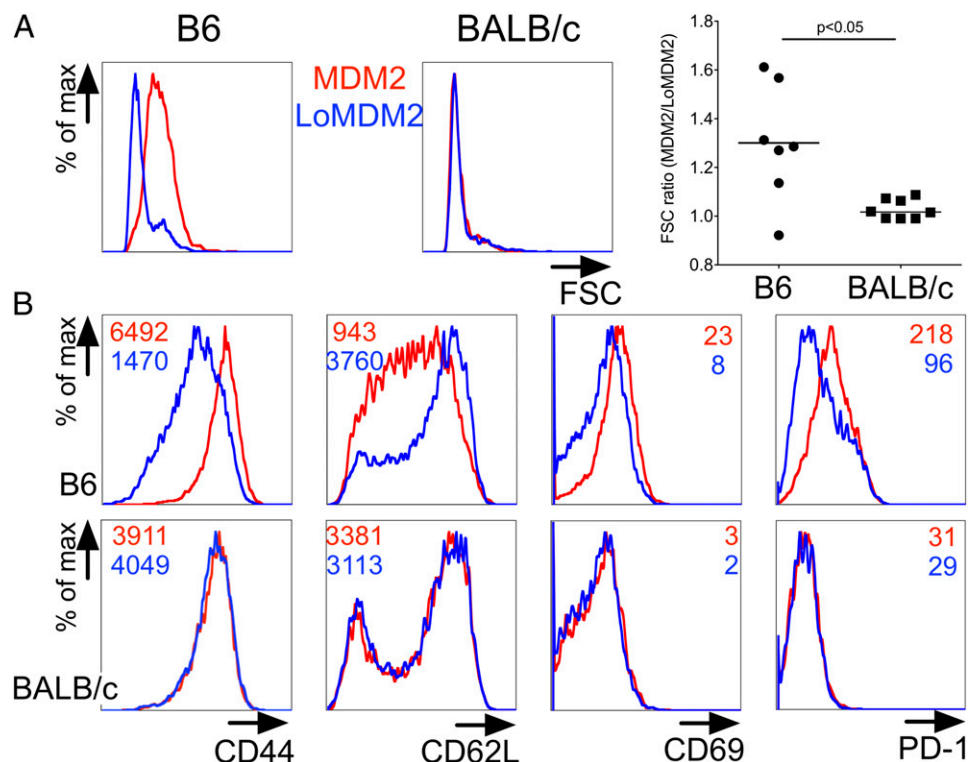 A
B6
BALB/c
% of max
MDM2
LoMDM2
FSC
p<0.05
FSC ratio (MDM2/LoMDM2)
1.6
1.4
1.2
1.0
0.8
B6
BALB/c
B
% of max
B6
6492
1470
943
3760
23
8
218
96
% of max
BALB/c
3911
4049
3381
3113
3
2
31
29
CD44
CD62L
CD69
PD-1